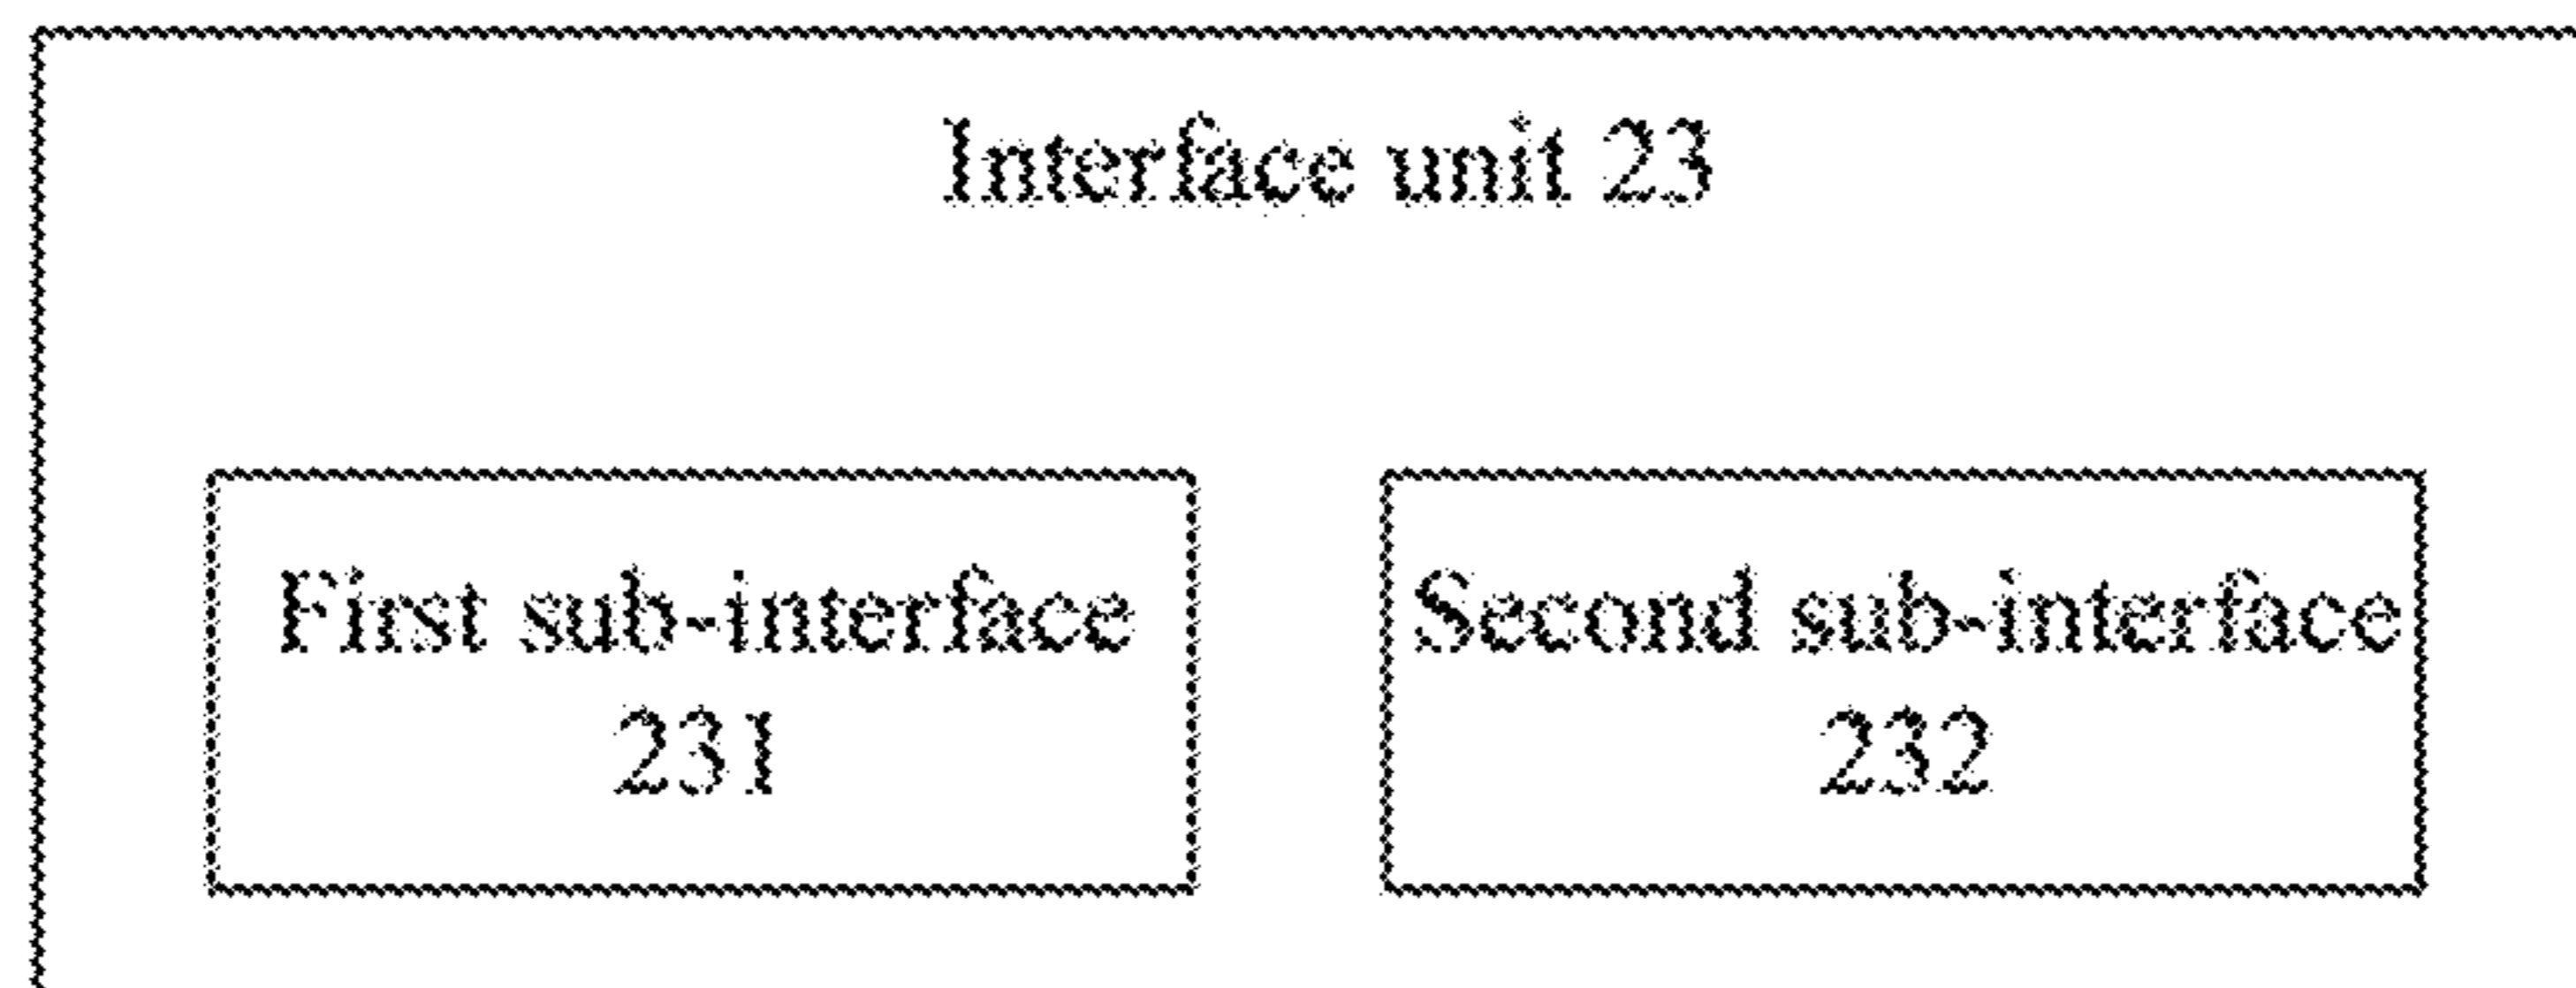 Interface unit 23
First sub-interface
231
Second sub-interface
232